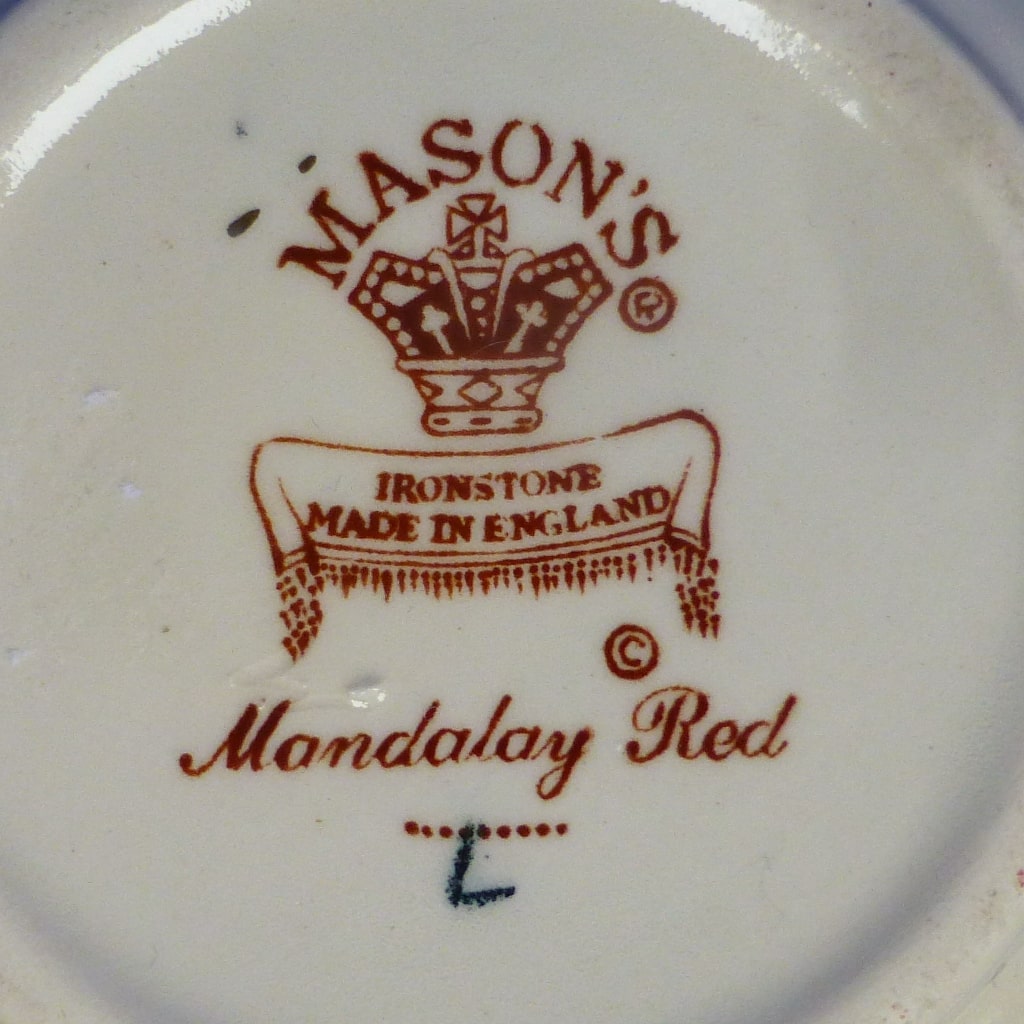 MASON'S ®
IRONSTONE
MADE IN ENGLAND
©
Mandalay Red
L